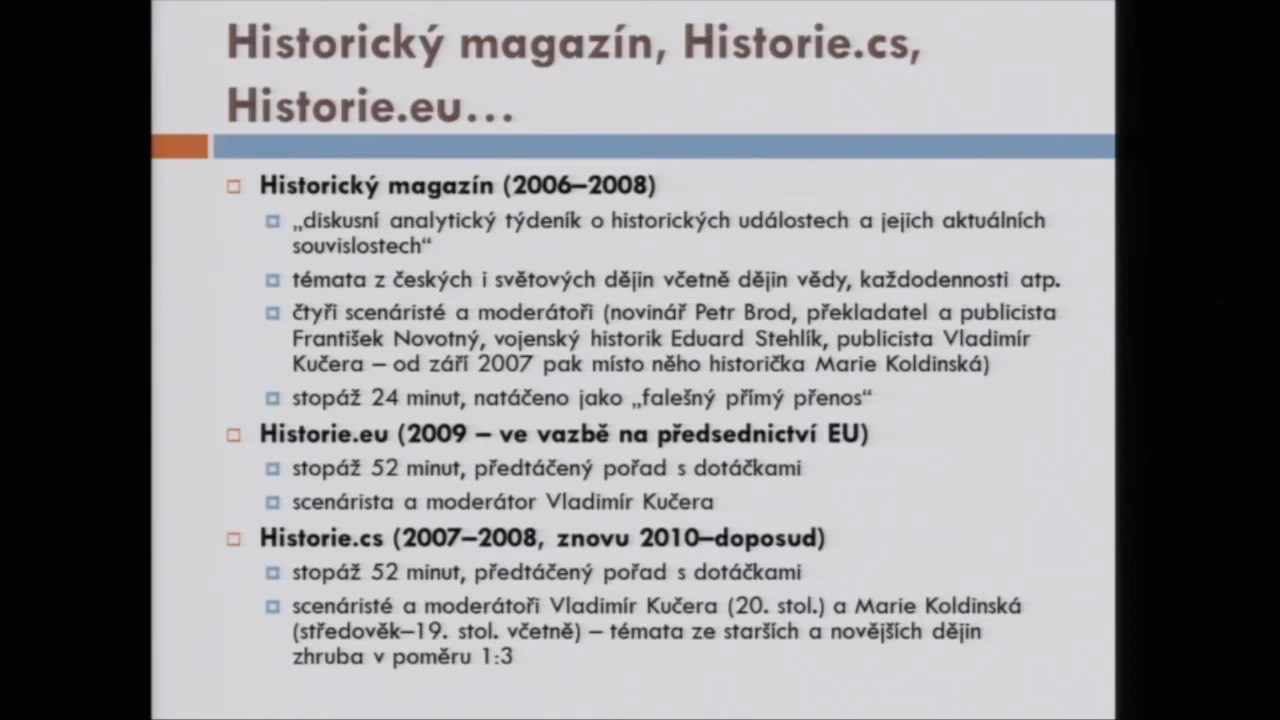 Historický magazín, Historie.cs,
Historie.eu...
Historický magazín (2006–2008)
„diskusní analytický týdeník o historických událostech a jejich aktuálních
souvislostech“
témata z českých i světových dějin včetně dějin vědy, každodennosti atp.
čtyři scenáristé a moderátoři (novinář Petr Brod, překladatel a publicista
František Novotný, vojenský historik Eduard Stehlík, publicista Vladimír
Kučera – od září 2007 pak místo něho historička Marie Koldinská)
stopáž 24 minut, natáčeno jako „falešný přímý přenos“
Historie.eu (2009 – ve vazbě na předsednictví EU)
stopáž 52 minut, předtáčený pořad s dotáčkami
scenárista a moderátor Vladimír Kučera
Historie.cs (2007–2008, znovu 2010–doposud)
stopáž 52 minut, předtáčený pořad s dotáčkami
scenáristé a moderátoři Vladimír Kučera (20. stol.) a Marie Koldinská
(středověk–19. stol. včetně) – témata ze starších a novějších dějin
zhruba v poměru 1:3